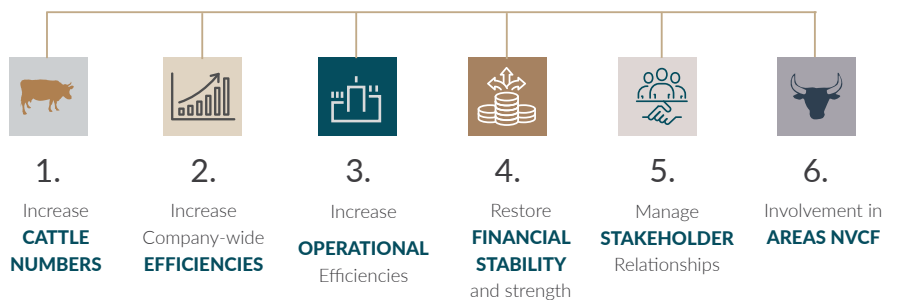 1.
Increase
CATTLE
NUMBERS
2.
Increase
Company-wide
EFFICIENCIES
3.
Increase
OPERATIONAL
Efficiencies
4.
Restore
FINANCIAL
STABILITY
and strength
5.
Manage
STAKEHOLDER
Relationships
6.
Involvement in
AREAS NVCF